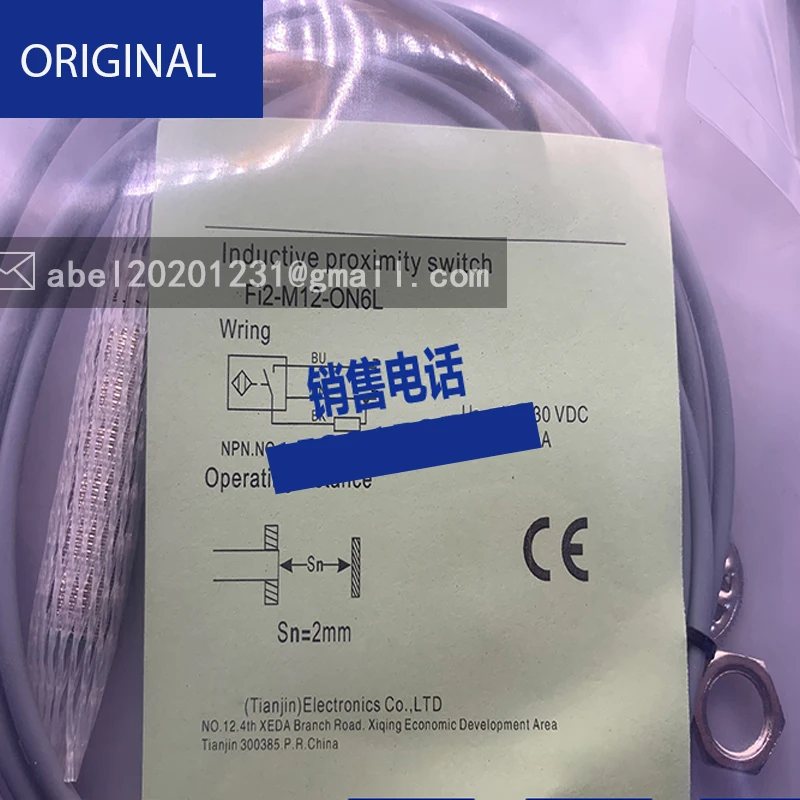 ORIGINAL
Inductive proximity switch
abel20201231@gmail.com
Fi2-M12-ON6L
Wring
BU
销售电话
BK
30 VDC
NPN.NO
A
Operating
Sn
CE
Sn=2mm
(Tianjin)Electronics Co.,LTD
NO.12.4th XEDA Branch Road. Xiqing Economic Development Area
Tianjin 300385.P.R.China